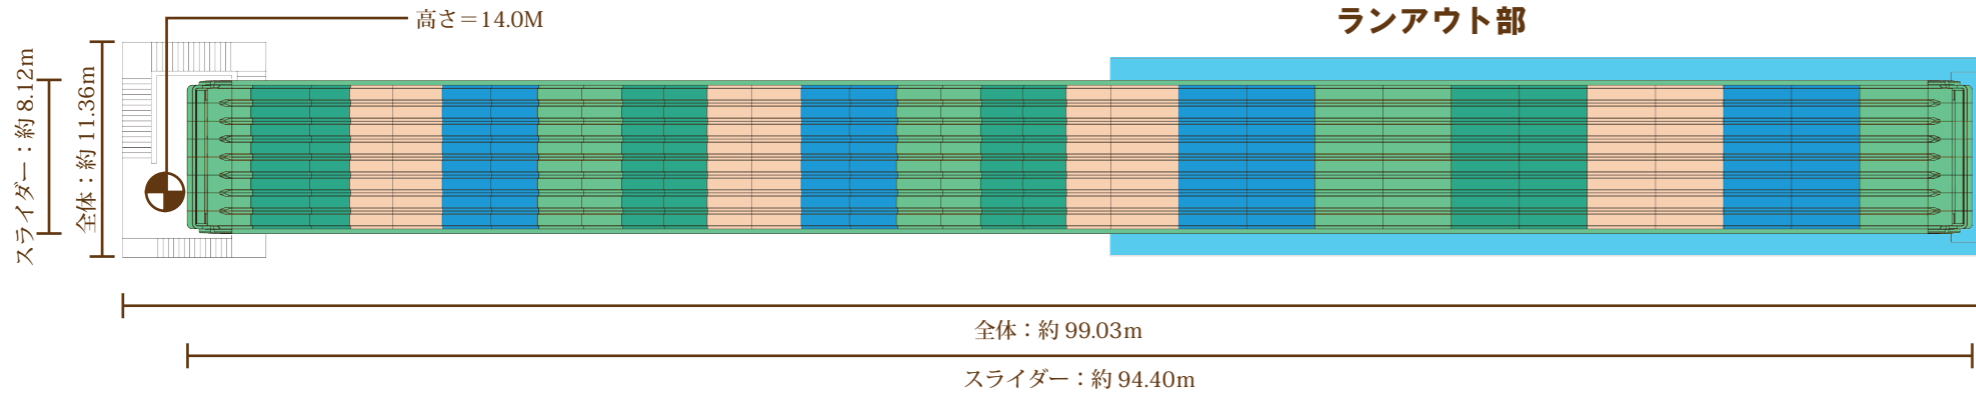 高さ＝14.0M
ランアウト部
スライダー：約 8.12m
全体：約 11.36m
全体：約 99.03m
スライダー：約 94.40m